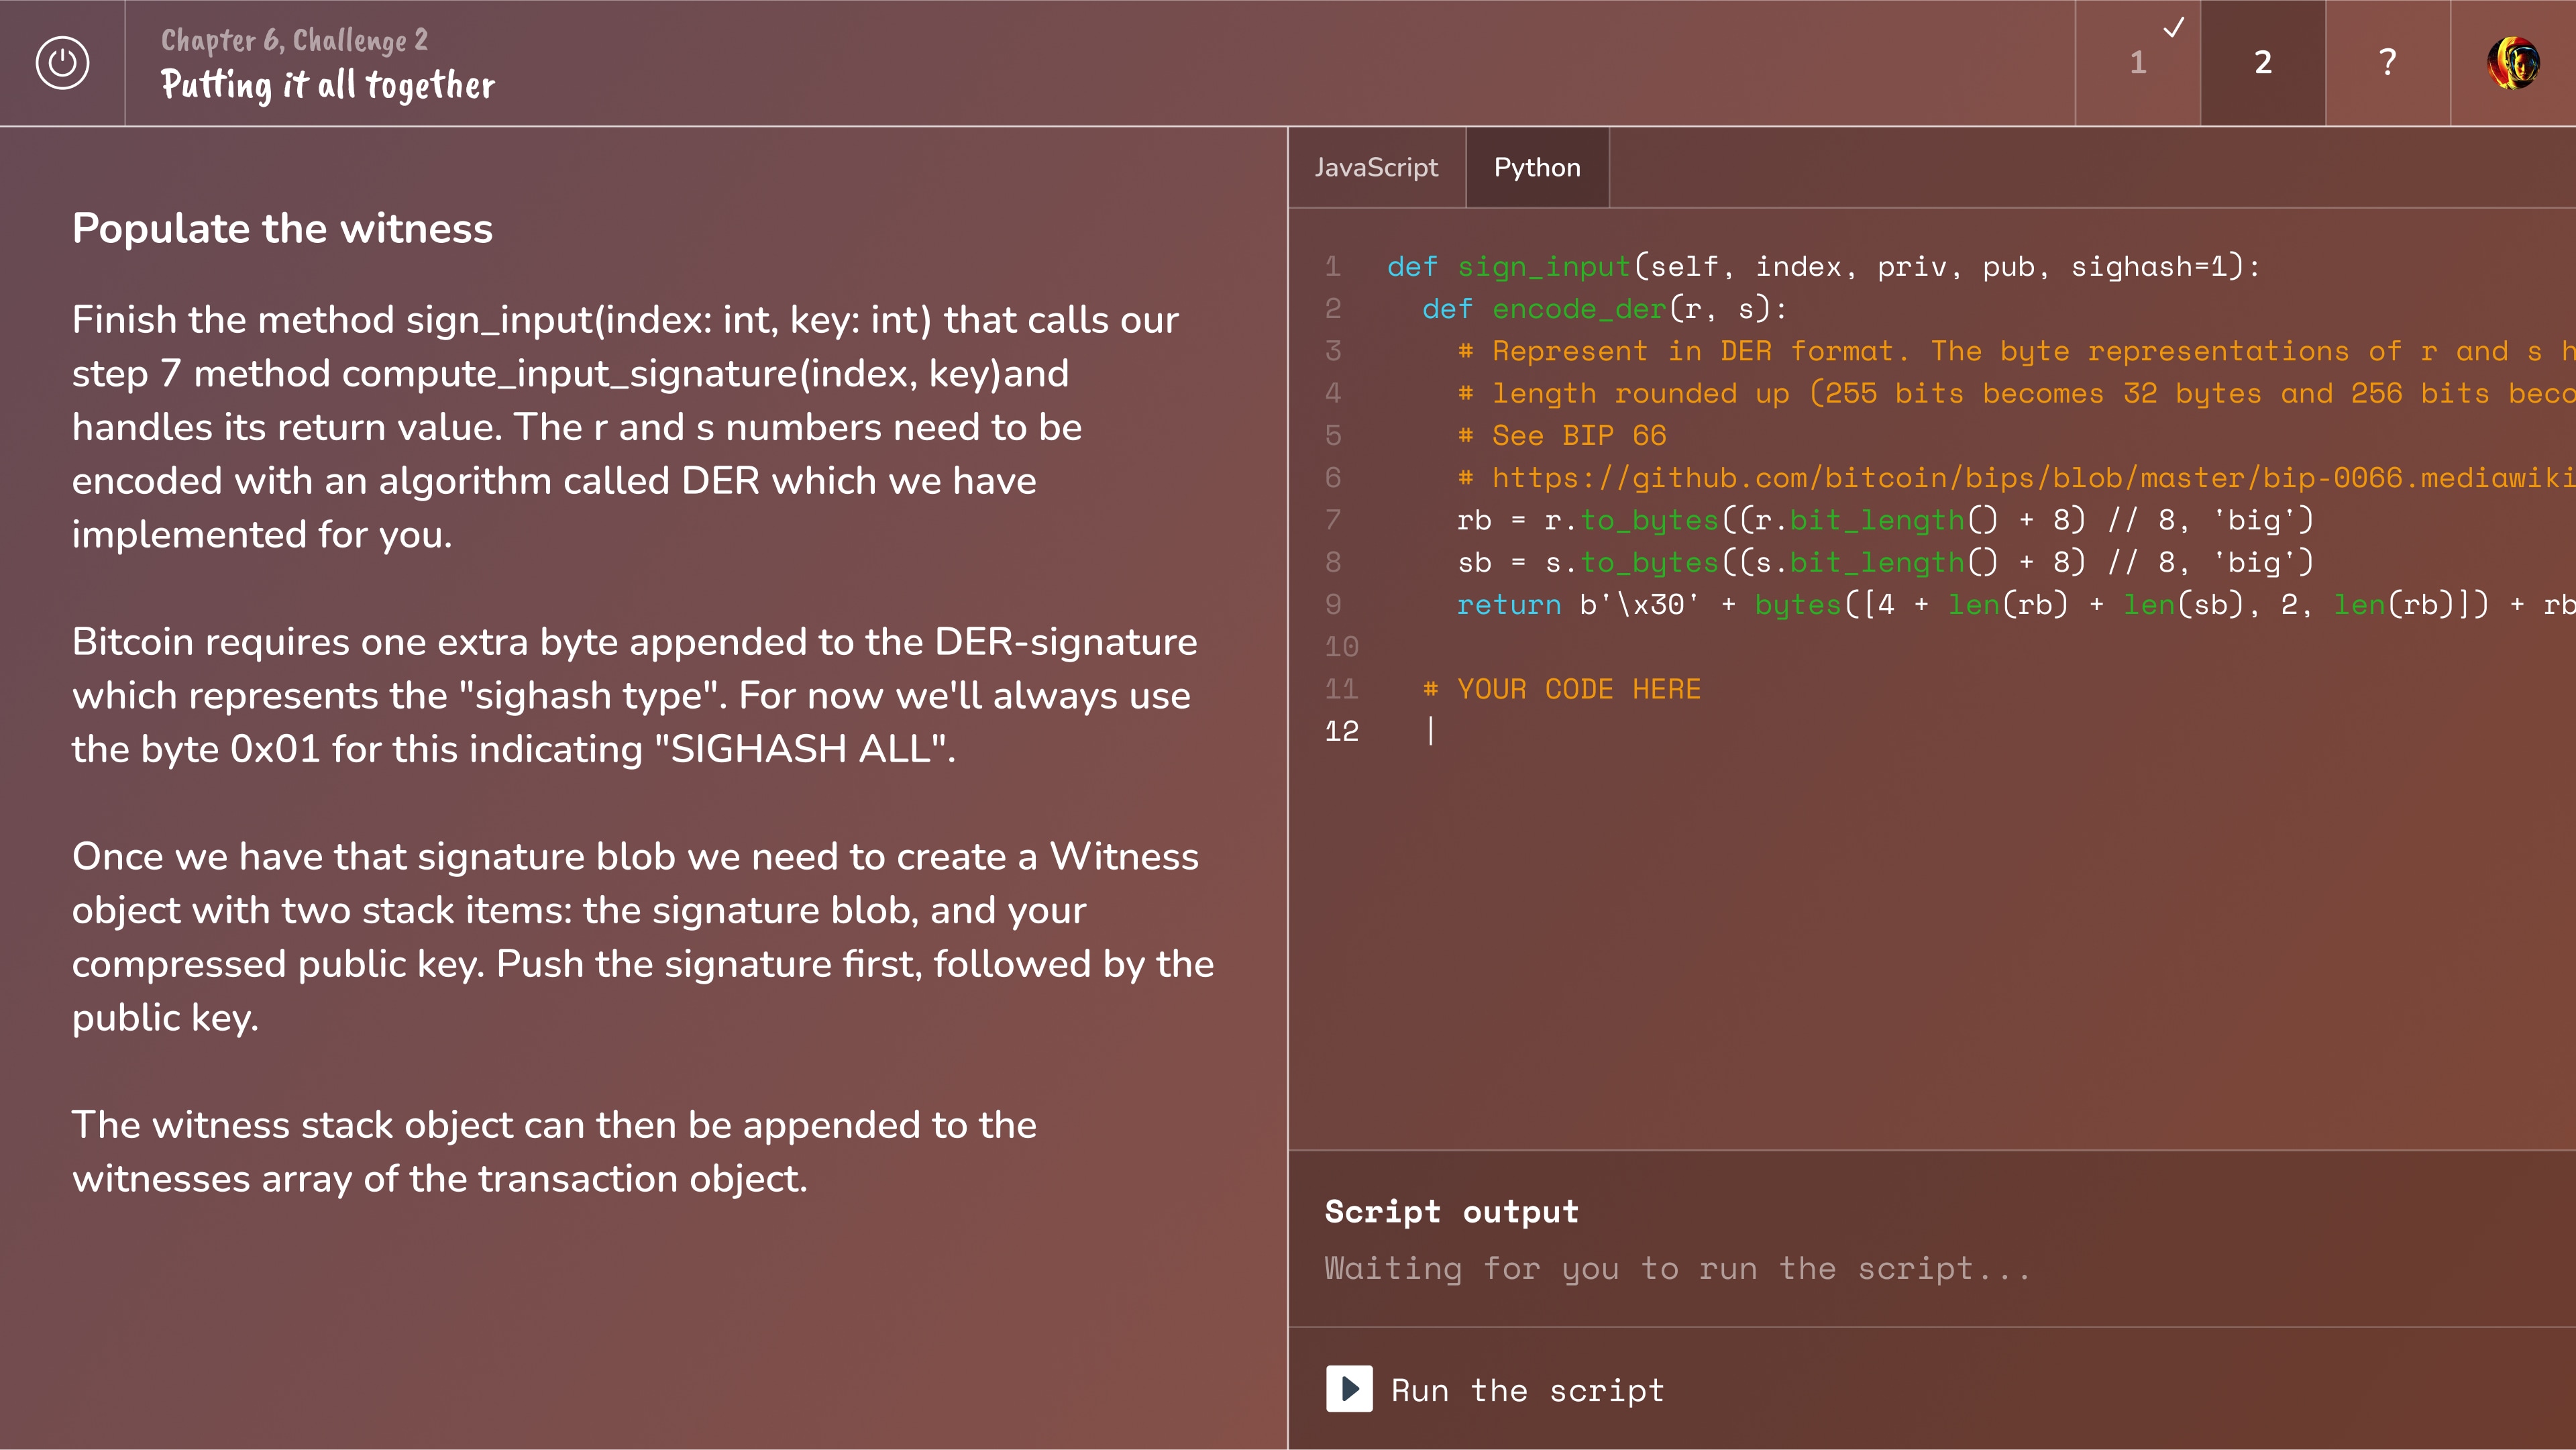 Chapter 6, Challenge 2
Putting it all together
1
2
?
Populate the witness
Finish the method sign_input(index: int, key: int) that calls our
step 7 method compute_input_signature(index, key)and
handles its return value. The r and s numbers need to be
encoded with an algorithm called DER which we have
implemented for you.
Bitcoin requires one extra byte appended to the DER-signature
which represents the "sighash type". For now we'll always use
the byte 0x01 for this indicating "SIGHASH ALL".
Once we have that signature blob we need to create a Witness
object with two stack items: the signature blob, and your
compressed public key. Push the signature first, followed by the
public key.
The witness stack object can then be appended to the
witnesses array of the transaction object.
JavaScript
Python
1 def sign_input(self, index, priv, pub, sighash=1):
2 def encode_der(r, s):
3 # Represent in DER format. The byte representations of r and s h
4 # length rounded up (255 bits becomes 32 bytes and 256 bits beco
5 # See BIP 66
6 # https://github.com/bitcoin/bips/blob/master/bip-0066.mediawiki
7 rb = r.to_bytes((r.bit_length() + 8) // 8, 'big')
8 sb = s.to_bytes((s.bit_length() + 8) // 8, 'big')
9 return b'\x30' + bytes([4 + len(rb) + len(sb), 2, len(rb)]) + rb
10
11 # YOUR CODE HERE
12
Script output
Waiting for you to run the script...
Run the script